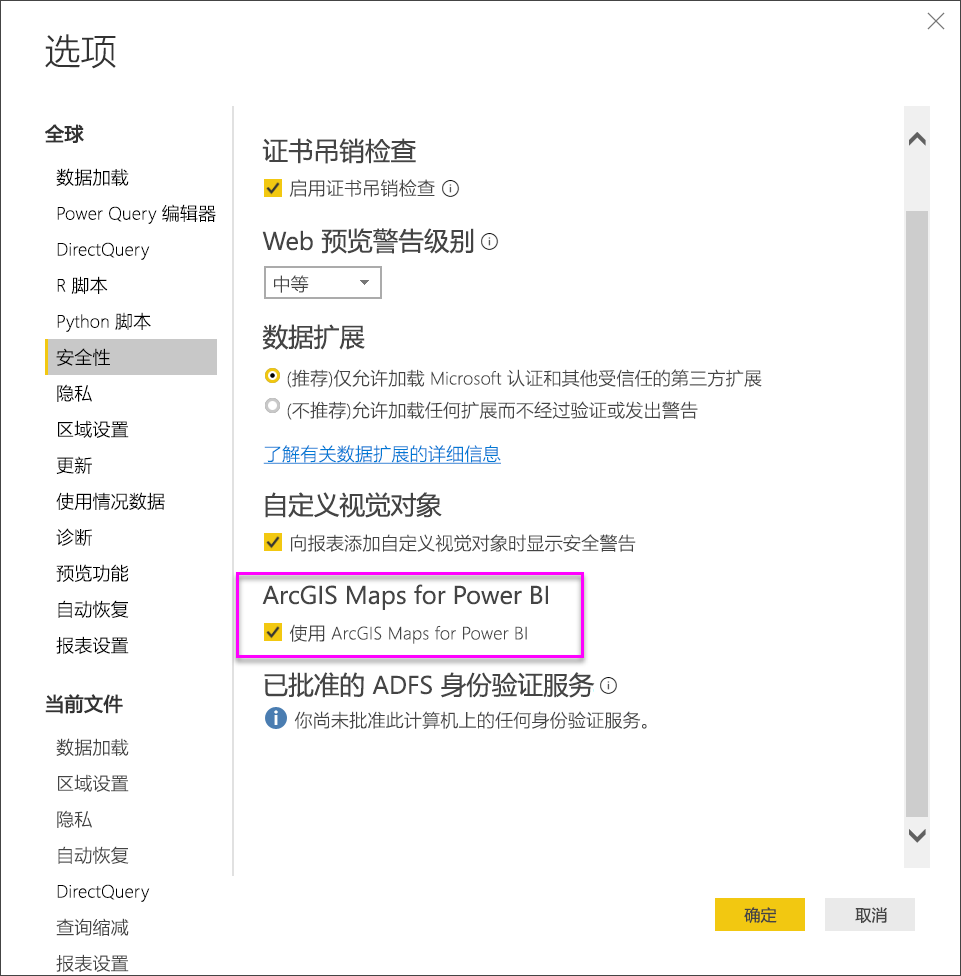 选项
全球
数据加载
Power Query 编辑器
DirectQuery
R 脚本
Python 脚本
安全性
隐私
区域设置
更新
使用情况数据
诊断
预览功能
自动恢复
报表设置
当前文件
数据加载
区域设置
隐私
自动恢复
DirectQuery
查询缩减
报表设置
证书吊销检查
启用证书吊销检查
Web 预览警告级别
中等
数据扩展
(推荐)仅允许加载 Microsoft 认证和其他受信任的第三方扩展
(不推荐)允许加载任何扩展而不经过验证或发出警告
了解有关数据扩展的详细信息
自定义视觉对象
向报表添加自定义视觉对象时显示安全警告
ArcGIS Maps for Power BI
使用 ArcGIS Maps for Power BI
已批准的 ADFS 身份验证服务
你尚未批准此计算机上的任何身份验证服务。
确定
取消